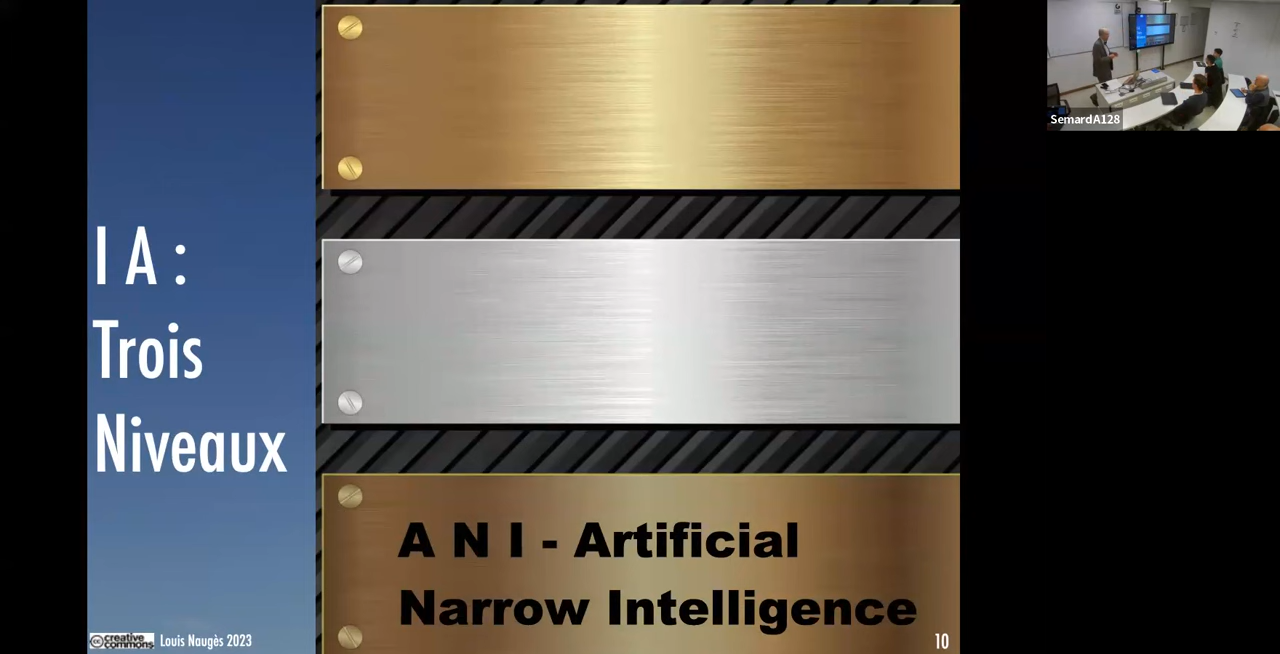 I A :
Trois
Niveaux
A N I - Artificial
Narrow Intelligence
creative
commons
Louis Naugès 2023
10
SemardA128